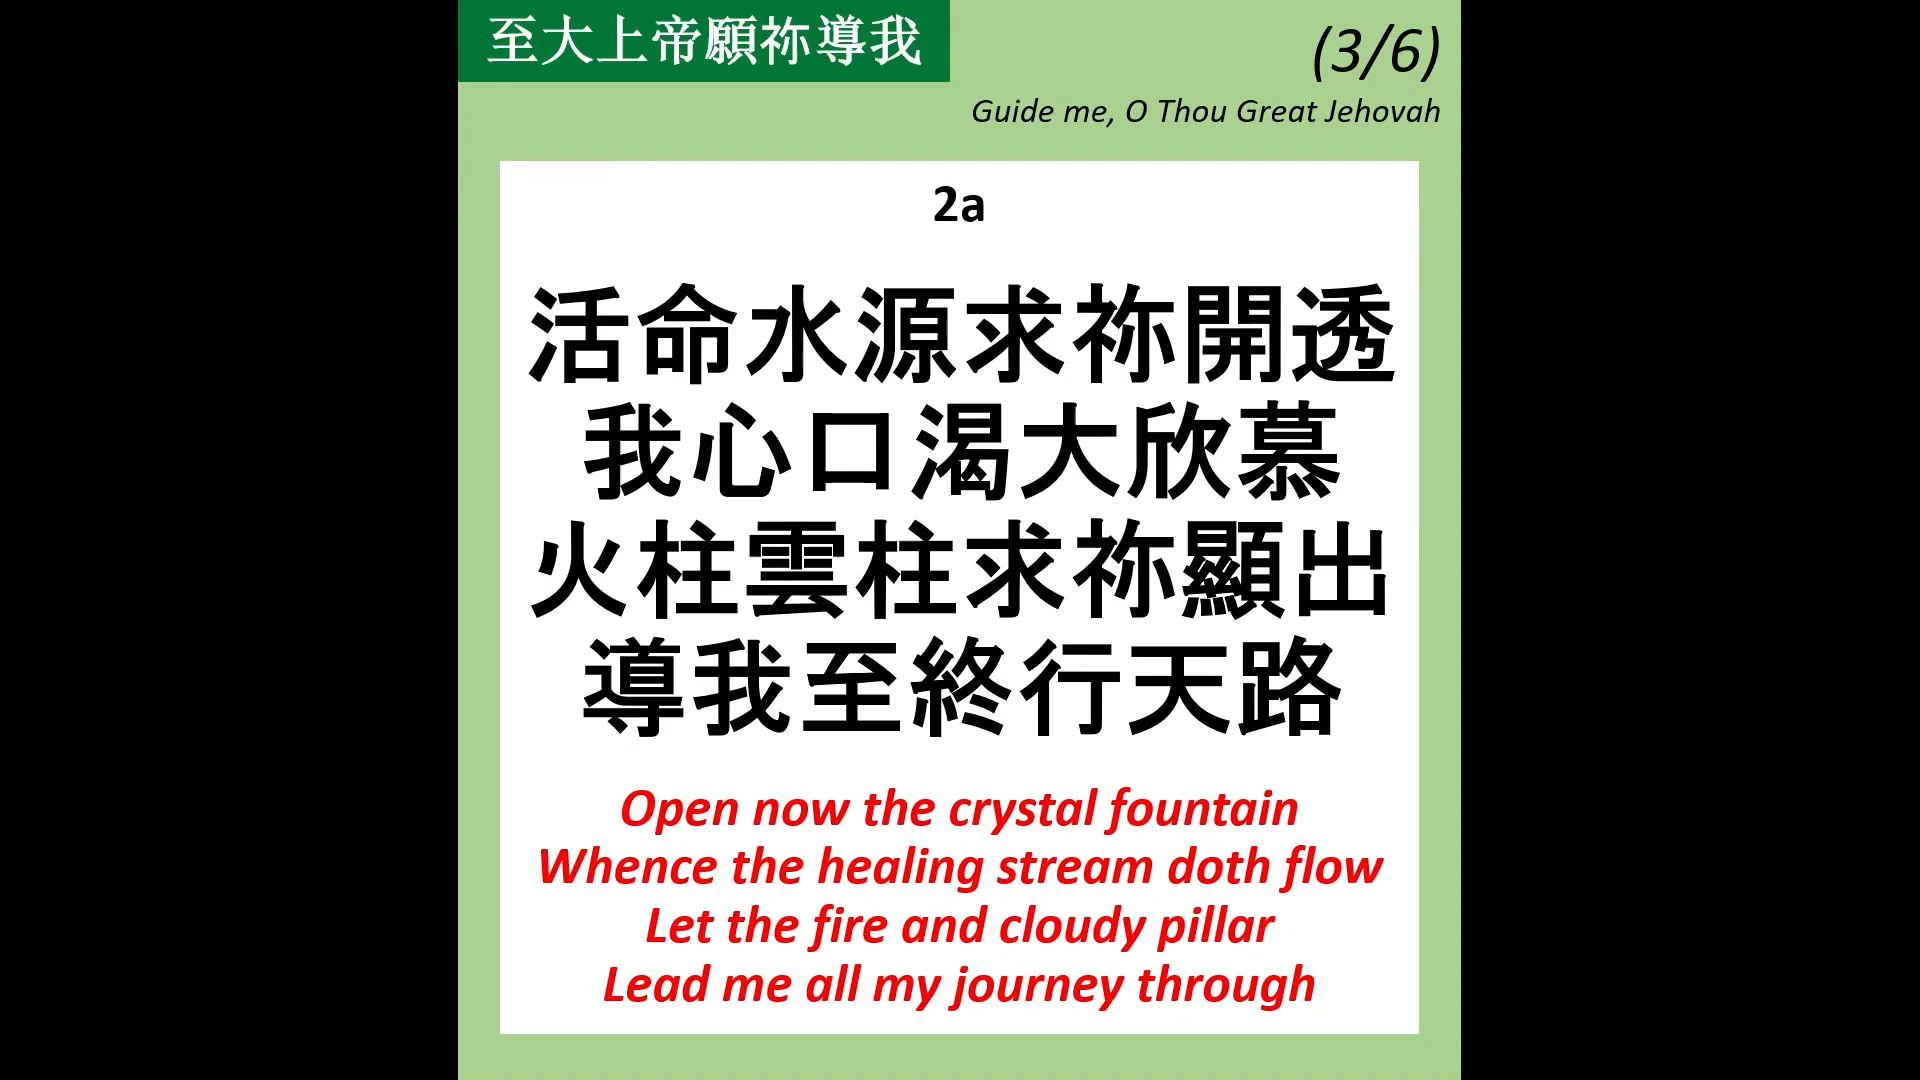 至大上帝願祢導我
(3/6)
Guide me, O Thou Great Jehovah
2a
活命水源求祢開透
我心口渴大欣慕
火柱雲柱求祢顯出
導我至終行天路
Open now the crystal fountain
Whence the healing stream doth flow
Let the fire and cloudy pillar
Lead me all my journey through